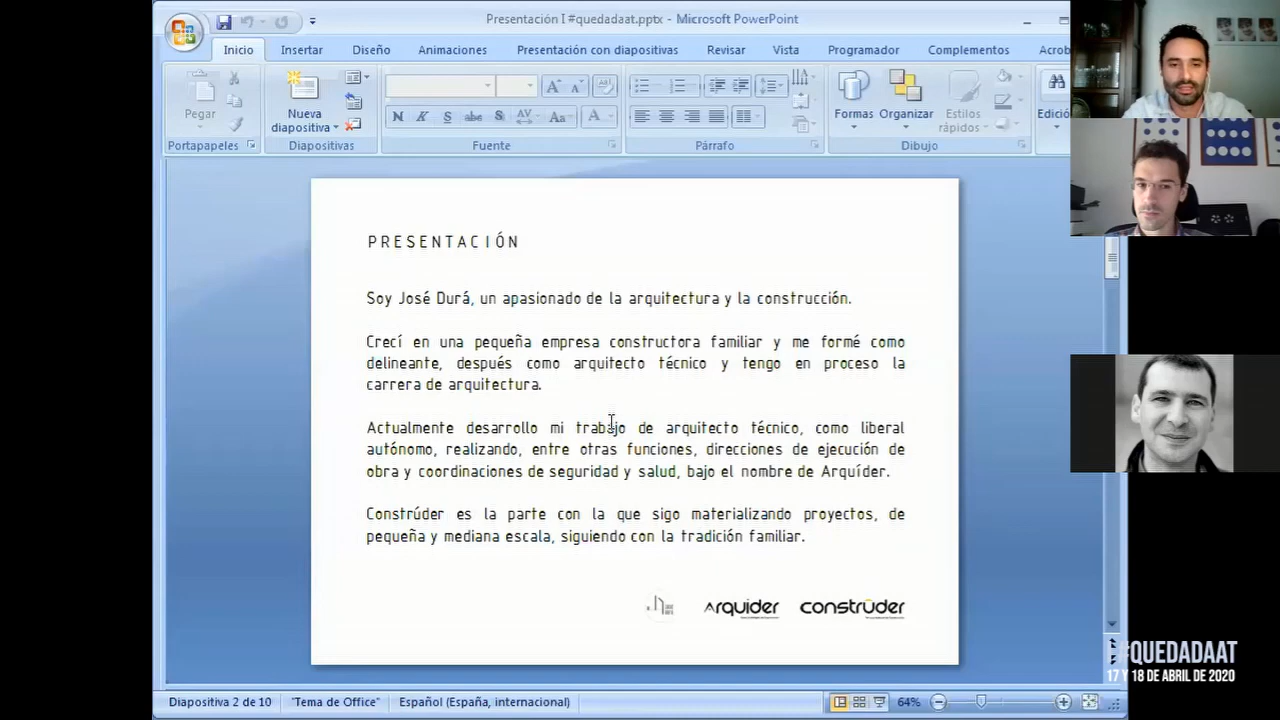 Presentación I #quedadaat.pptx - Microsoft PowerPoint
Inicio Insertar Diseño Animaciones Presentación con diapositivas Revisar Vista Programador Complementos Acrob
Pegar
Nueva
diapositiva
Formas Organizar Estilos
rápidos
Edició
Portapapeles Diapositivas Fuente Párrafo Dibujo
PRESENTACIÓN
Soy José Durá, un apasionado de la arquitectura y la construcción.
Crecí en una pequeña empresa constructora familiar y me formé como
delineante, después como arquitecto técnico y tengo en proceso la
carrera de arquitectura.
Actualmente desarrollo mi trabajo de arquitecto técnico, como liberal
autónomo, realizando, entre otras funciones, direcciones de ejecución de
obra y coordinaciones de seguridad y salud, bajo el nombre de Arquíder.
Constrúder es la parte con la que sigo materializando proyectos, de
pequeña y mediana escala, siguiendo con la tradición familiar.
Arquider constrúder
I #QUEDADAAT
17 Y 18 DE ABRIL DE 2020
Diapositiva 2 de 10 "Tema de Office" Español (España, internacional) 64%